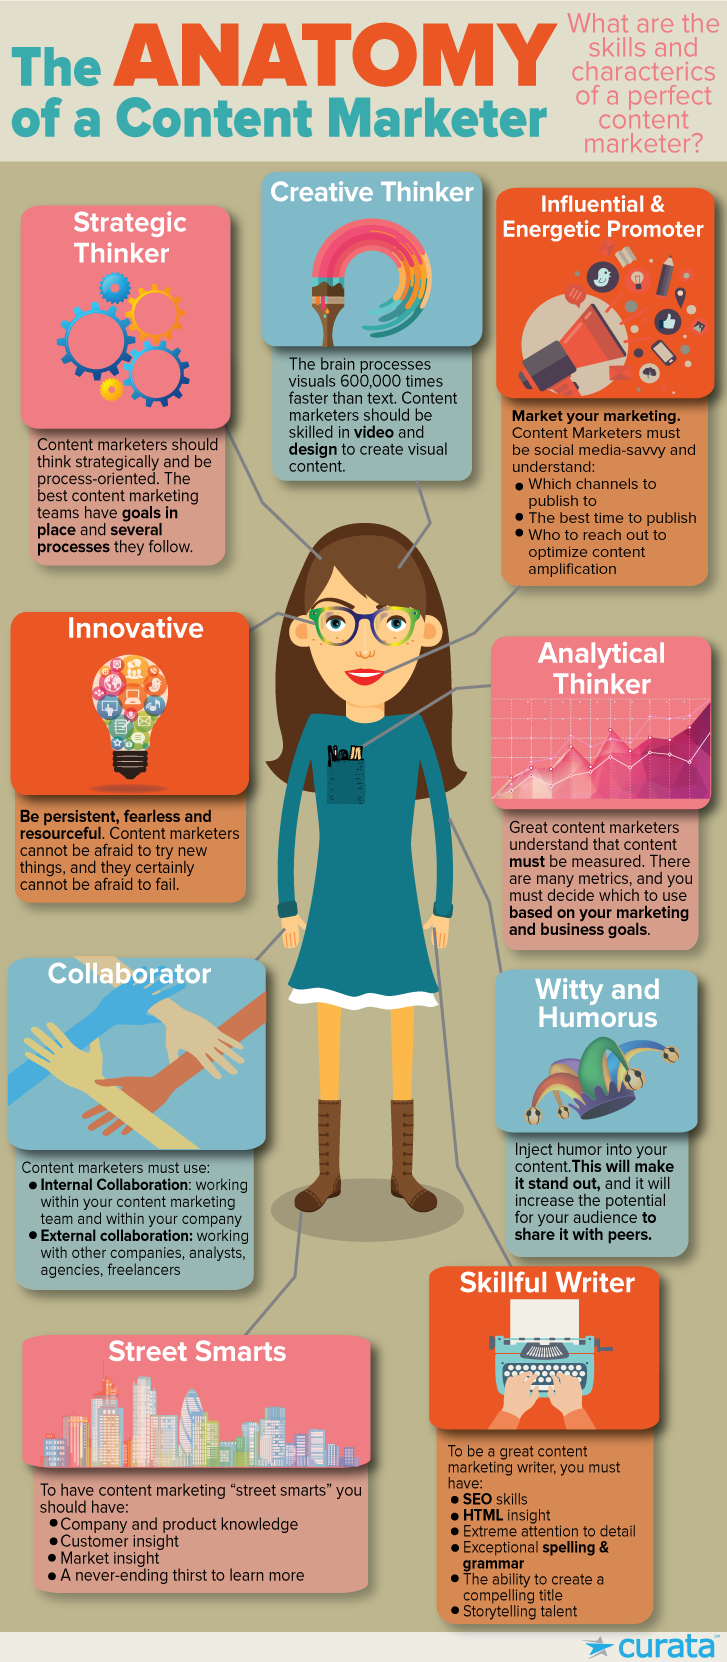 The ANATOMY
of a Content Marketer
What are the
skills and
characterics
of a perfect
content
marketer?
Strategic
Thinker
Content marketers should
think strategically and be
process-oriented. The
best content marketing
teams have goals in
place and several
processes they follow.
Creative Thinker
The brain processes
visuals 600,000 times
faster than text. Content
marketers should be
skilled in video and
design to create visual
content.
Influential &
Energetic Promoter
Market your marketing.
Content Marketers must
be social media-savvy and
understand:
● Which channels to
publish to
● The best time to publish
● Who to reach out to
optimize content
amplification
Innovative
Be persistent, fearless and
resourceful. Content marketers
cannot be afraid to try new
things, and they certainly
cannot be afraid to fail.
Analytical
Thinker
Great content marketers
understand that content
must be measured. There
are many metrics, and you
must decide which to use
based on your marketing
and business goals.
Collaborator
Content marketers must use:
● Internal Collaboration: working
within your content marketing
team and within your company
● External collaboration: working
with other companies, analysts,
agencies, freelancers
Witty and
Humorus
Inject humor into your
content.This will make
it stand out, and it will
increase the potential
for your audience to
share it with peers.
Street Smarts
To have content marketing “street smarts” you
should have:
● Company and product knowledge
● Customer insight
● Market insight
● A never-ending thirst to learn more
Skillful Writer
To be a great content
marketing writer, you must
have:
● SEO skills
● HTML insight
● Extreme attention to detail
● Exceptional spelling &
grammar
● The ability to create a
compelling title
● Storytelling talent
curata